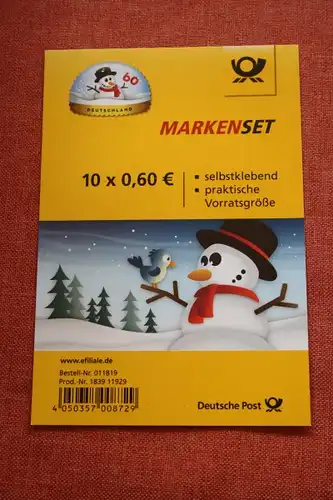 60
DEUTSCHLAND
MARKENSET
10 x 0,60 €
▪ selbstklebend
▪ praktische
Vorratsgröße
www.efiliale.de
Bestell-Nr. 011819
Prod.-Nr. 1839 11929
4 050357 008729
Deutsche Post